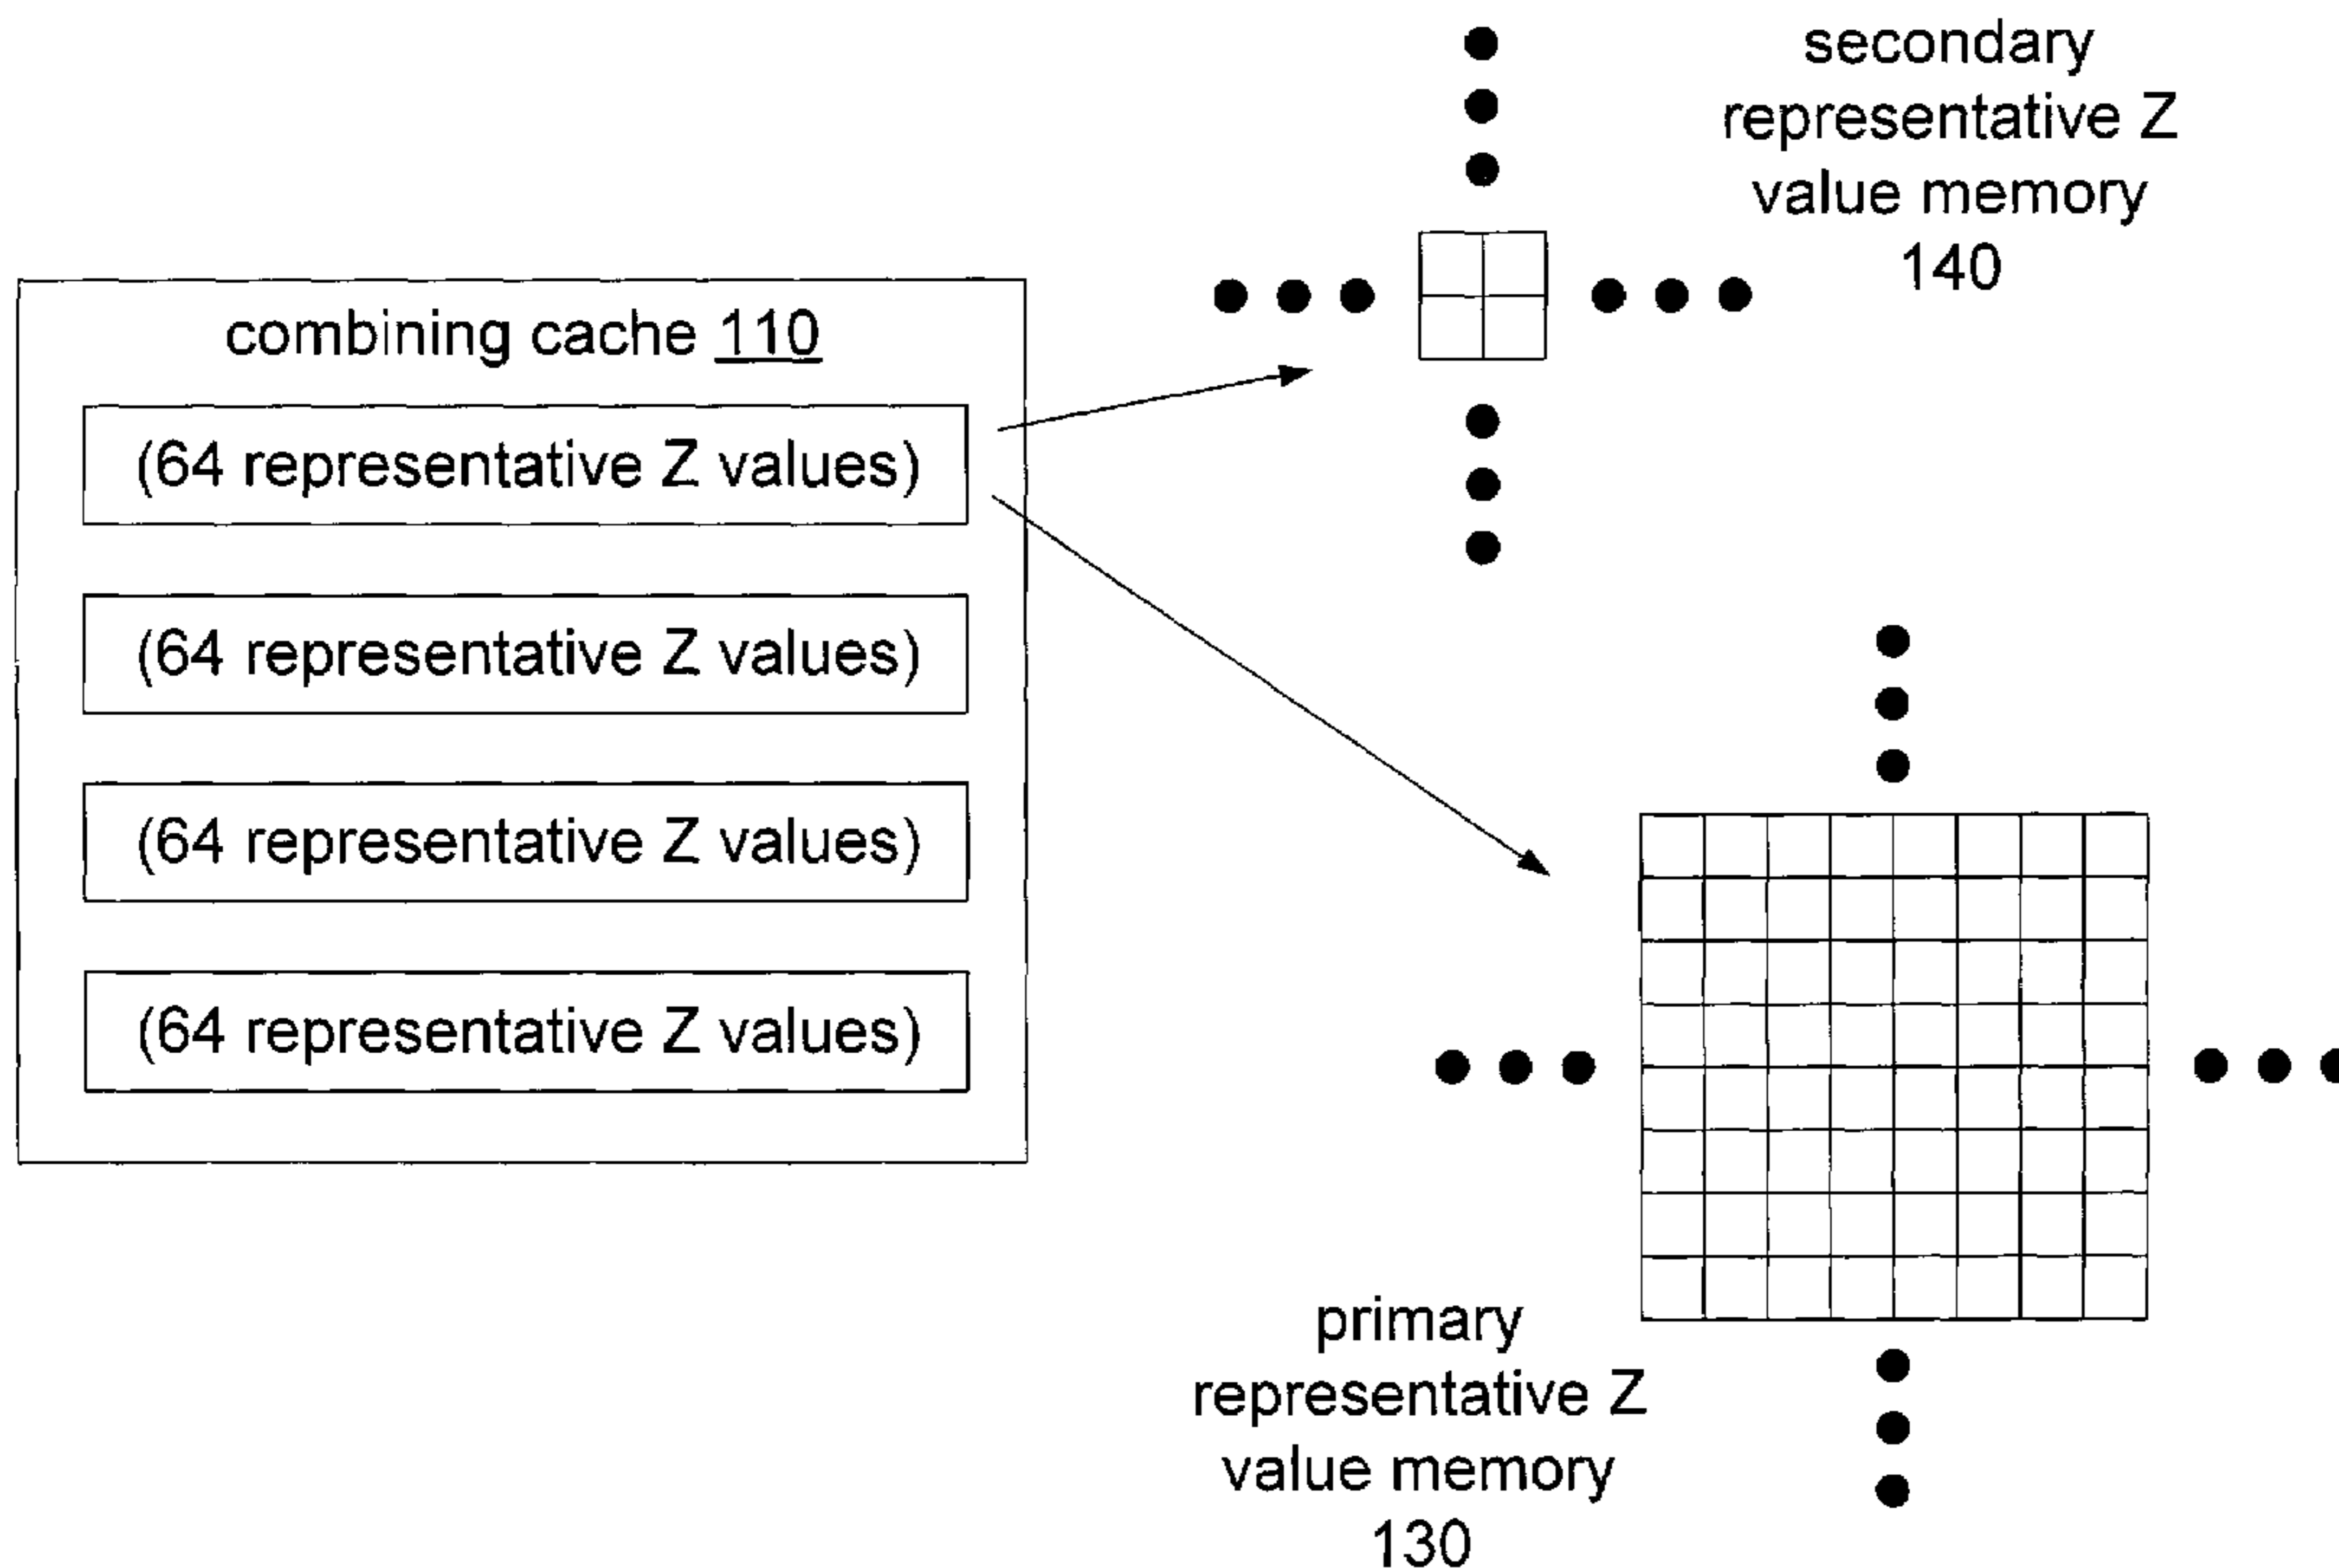 combining cache 110
(64 representative Z values)
(64 representative Z values)
(64 representative Z values)
(64 representative Z values)
secondary
representative Z
value memory
140
primary
representative Z
value memory
130